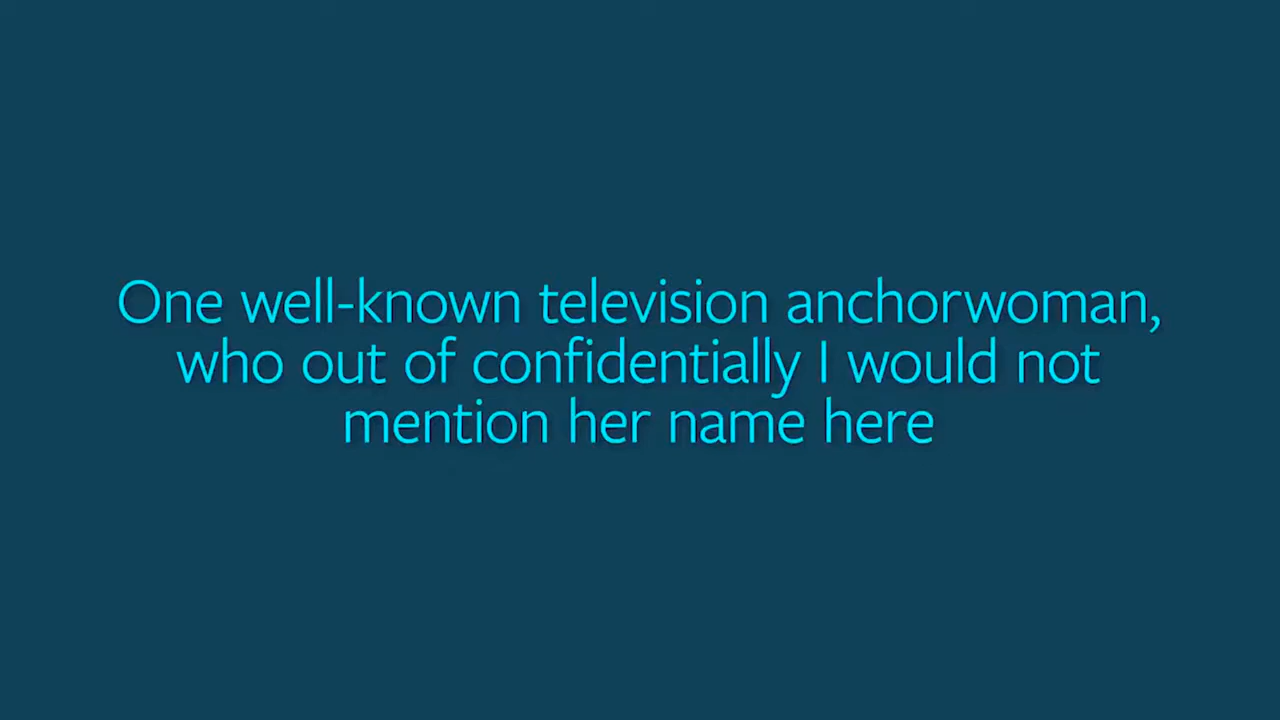 One well-known television anchorwoman,
who out of confidentially I would not
mention her name here